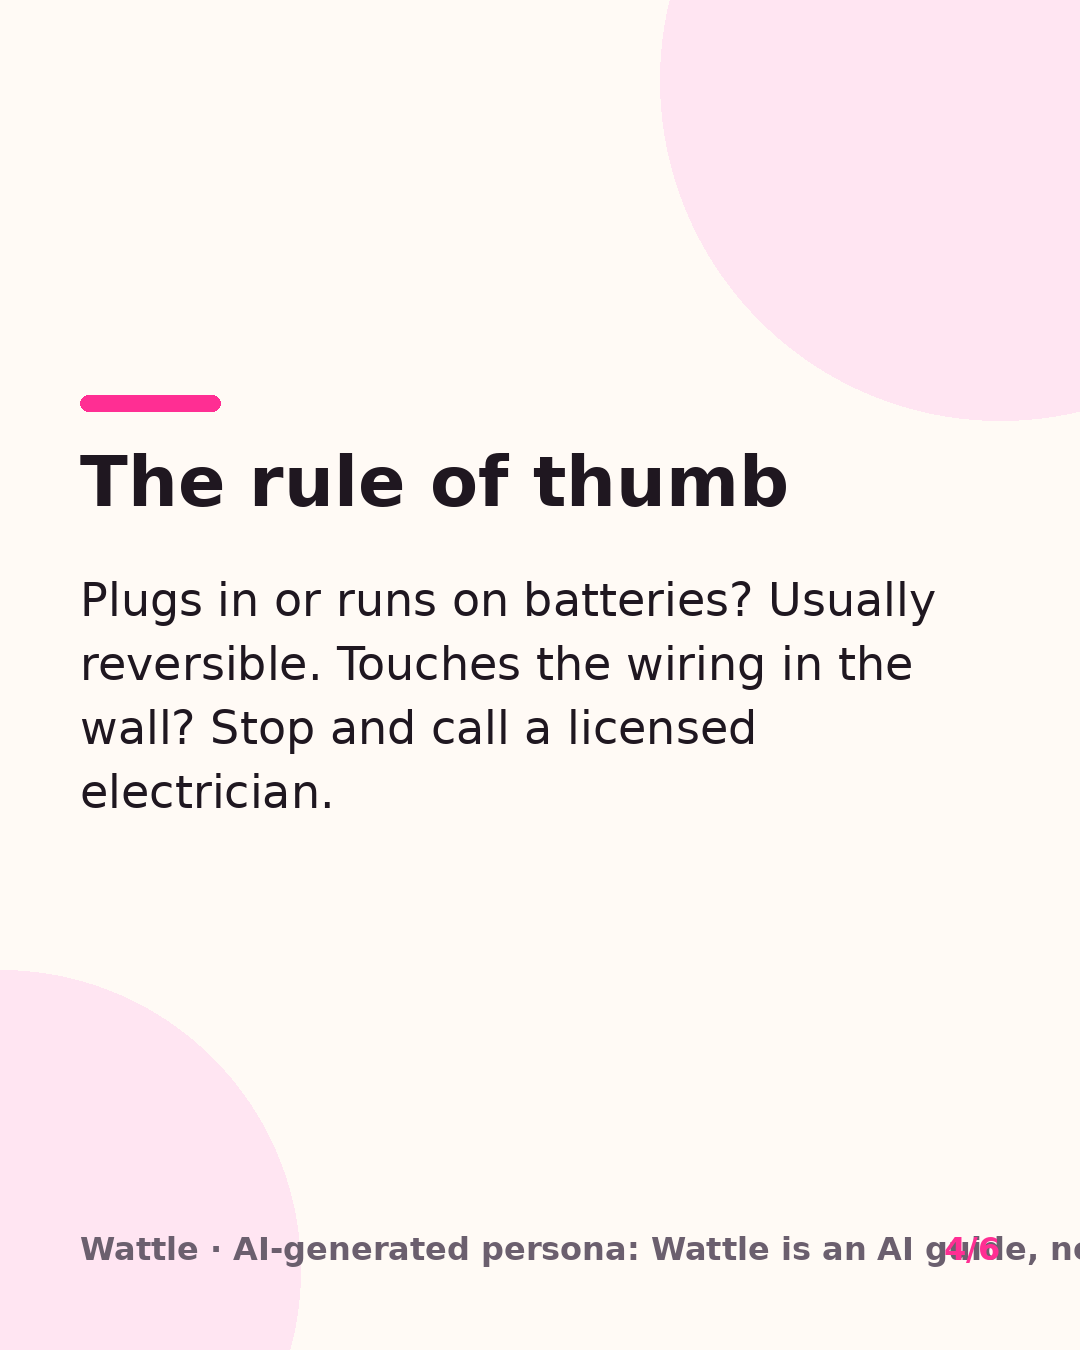 The rule of thumb
Plugs in or runs on batteries? Usually
reversible. Touches the wiring in the
wall? Stop and call a licensed
electrician.
Wattle · AI-generated persona: Wattle is an AI guide,
4/6